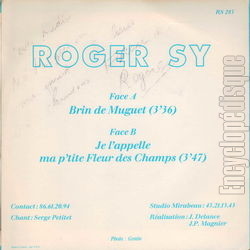 RS 285
ROGER SY
Face A
Brin de Muguet (3'36)
Face B
Je l'appelle
ma p'tite Fleur des Champs (3'47)
Contact : 86.61.20.94
Studio Mirabeau : 43.21.13.43
Chant : Serge Petitet
Réalisation : J. Delance
J.P. Magnier
Photo : Genin
Encyclopédisque